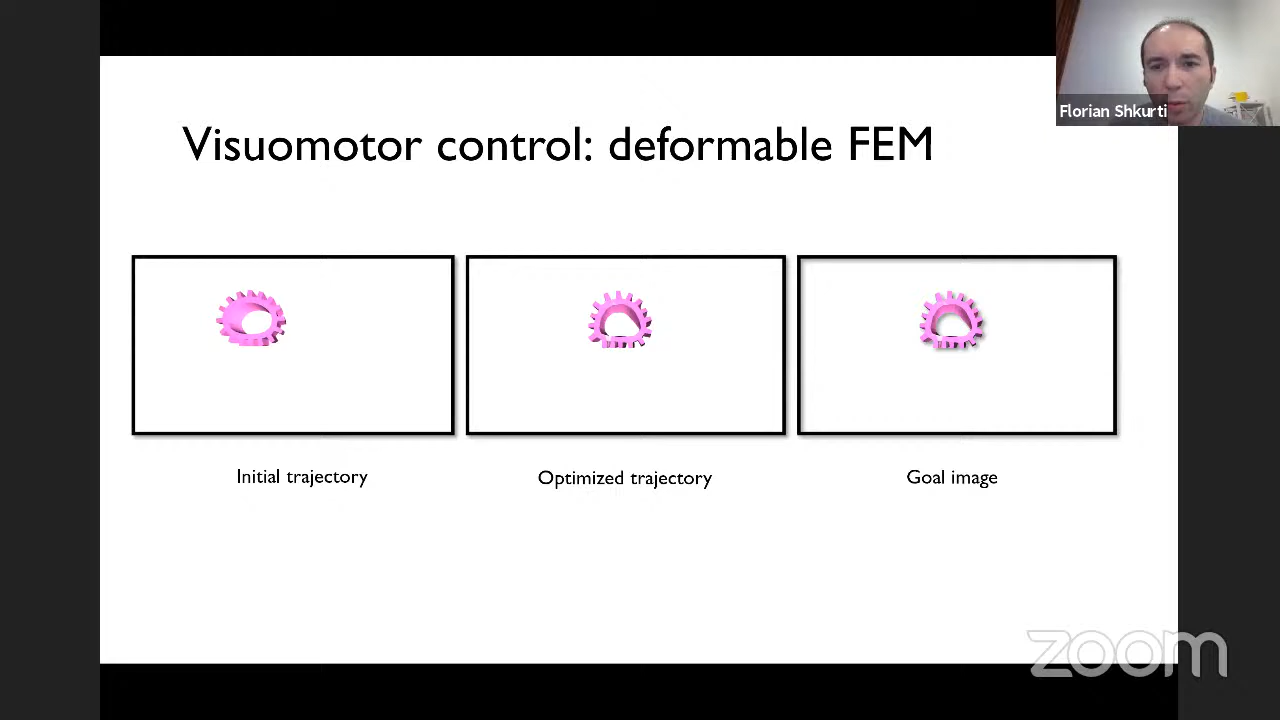 Florian Shkurti
Visuomotor control: deformable FEM
Initial trajectory
Optimized trajectory
Goal image
zoom